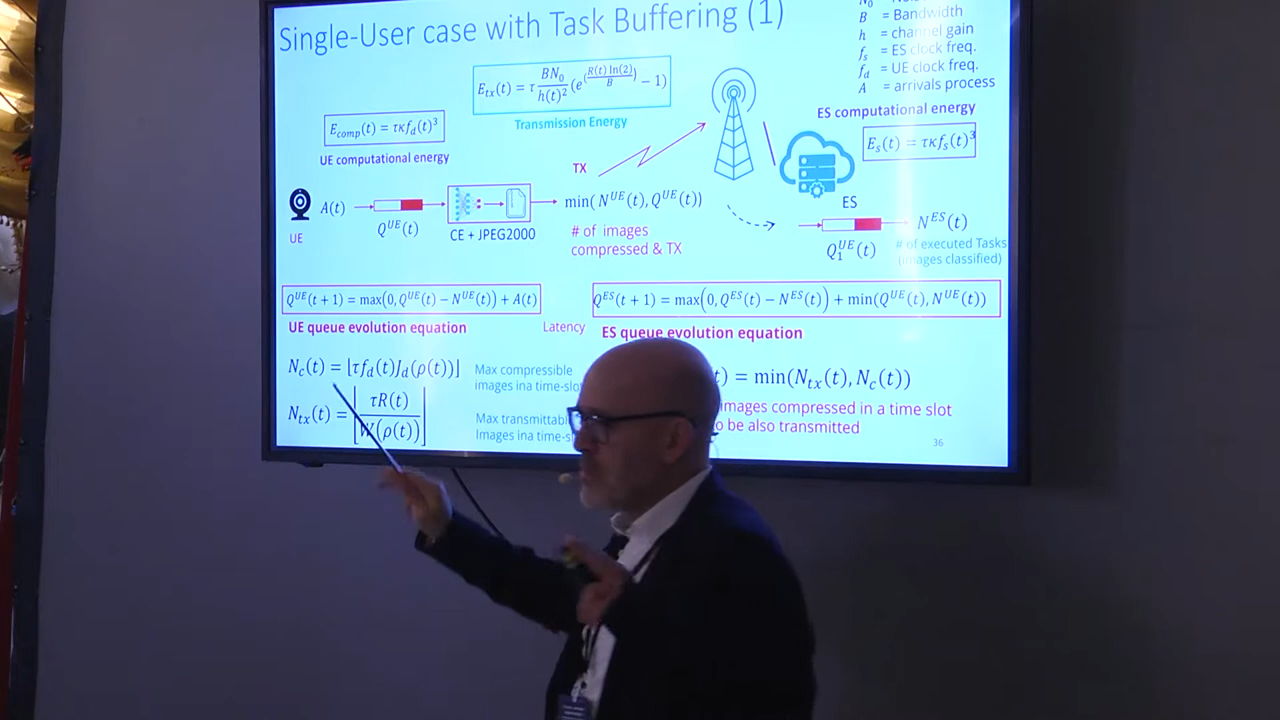 Single-User case with Task Buffering (1)
N₀
B = Bandwidth
h = channel gain
f_s = ES clock freq.
f_d = UE clock freq.
A = arrivals process
E_tx(t) = τ BN₀/h(t)² (e^(R(t) ln(2)/B) − 1)
Transmission Energy
E_comp(t) = τκf_d(t)³
UE computational energy
ES computational energy
E_s(t) = τκf_s(t)³
TX
UE
A(t)
Q^UE(t)
CE + JPEG2000
min( N^UE(t), Q^UE(t))
# of images
compressed & TX
ES
Q₁^UE(t)
N^ES(t)
# of executed Tasks
(images classified)
Q^UE(t + 1) = max(0, Q^UE(t) − N^UE(t)) + A(t)
UE queue evolution equation
Latency
Q^ES(t + 1) = max(0, Q^ES(t) − N^ES(t)) + min(Q^UE(t), N^UE(t))
ES queue evolution equation
N_c(t) = ⌊τf_d(t)J_d(ρ(t))⌋
Max compressible
images ina time-slo
N_tx(t) = ⌊τR(t)/W(ρ(t))⌋
Max transmittabl
Images ina time-s
t) = min(N_tx(t), N_c(t))
images compressed in a time slot
o be also transmitted
36